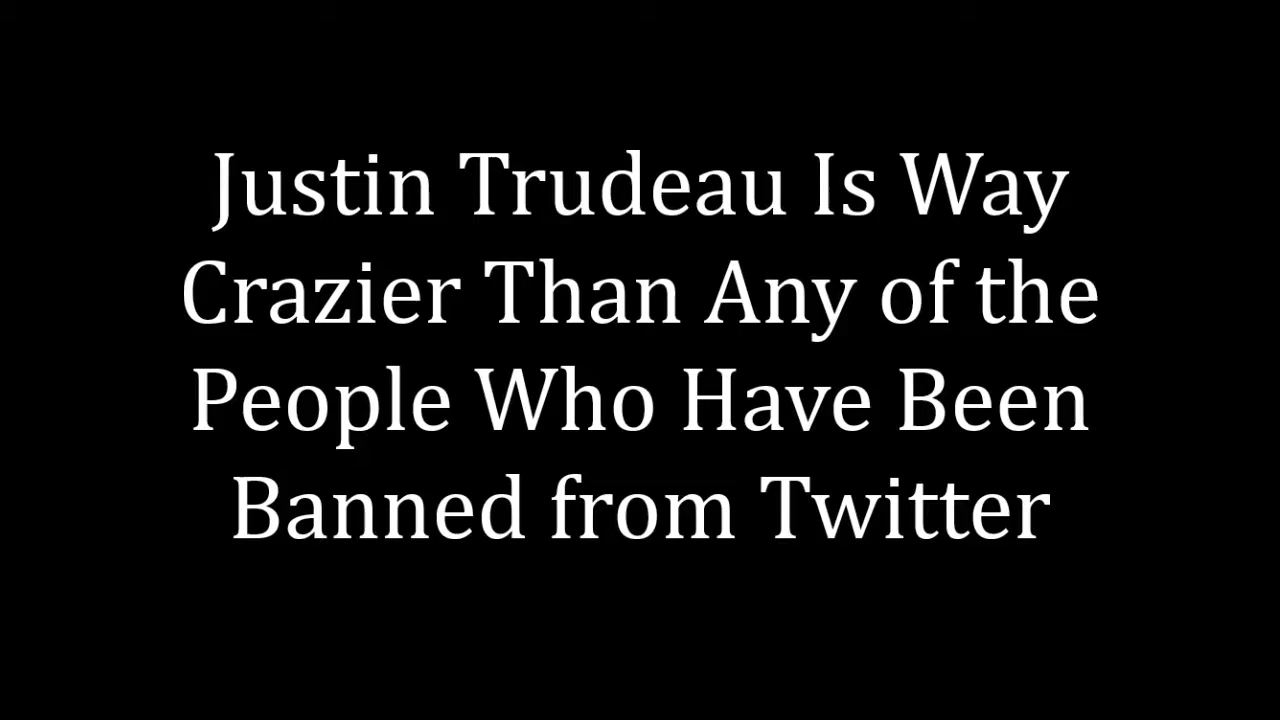 Justin Trudeau Is Way
Crazier Than Any of the
People Who Have Been
Banned from Twitter